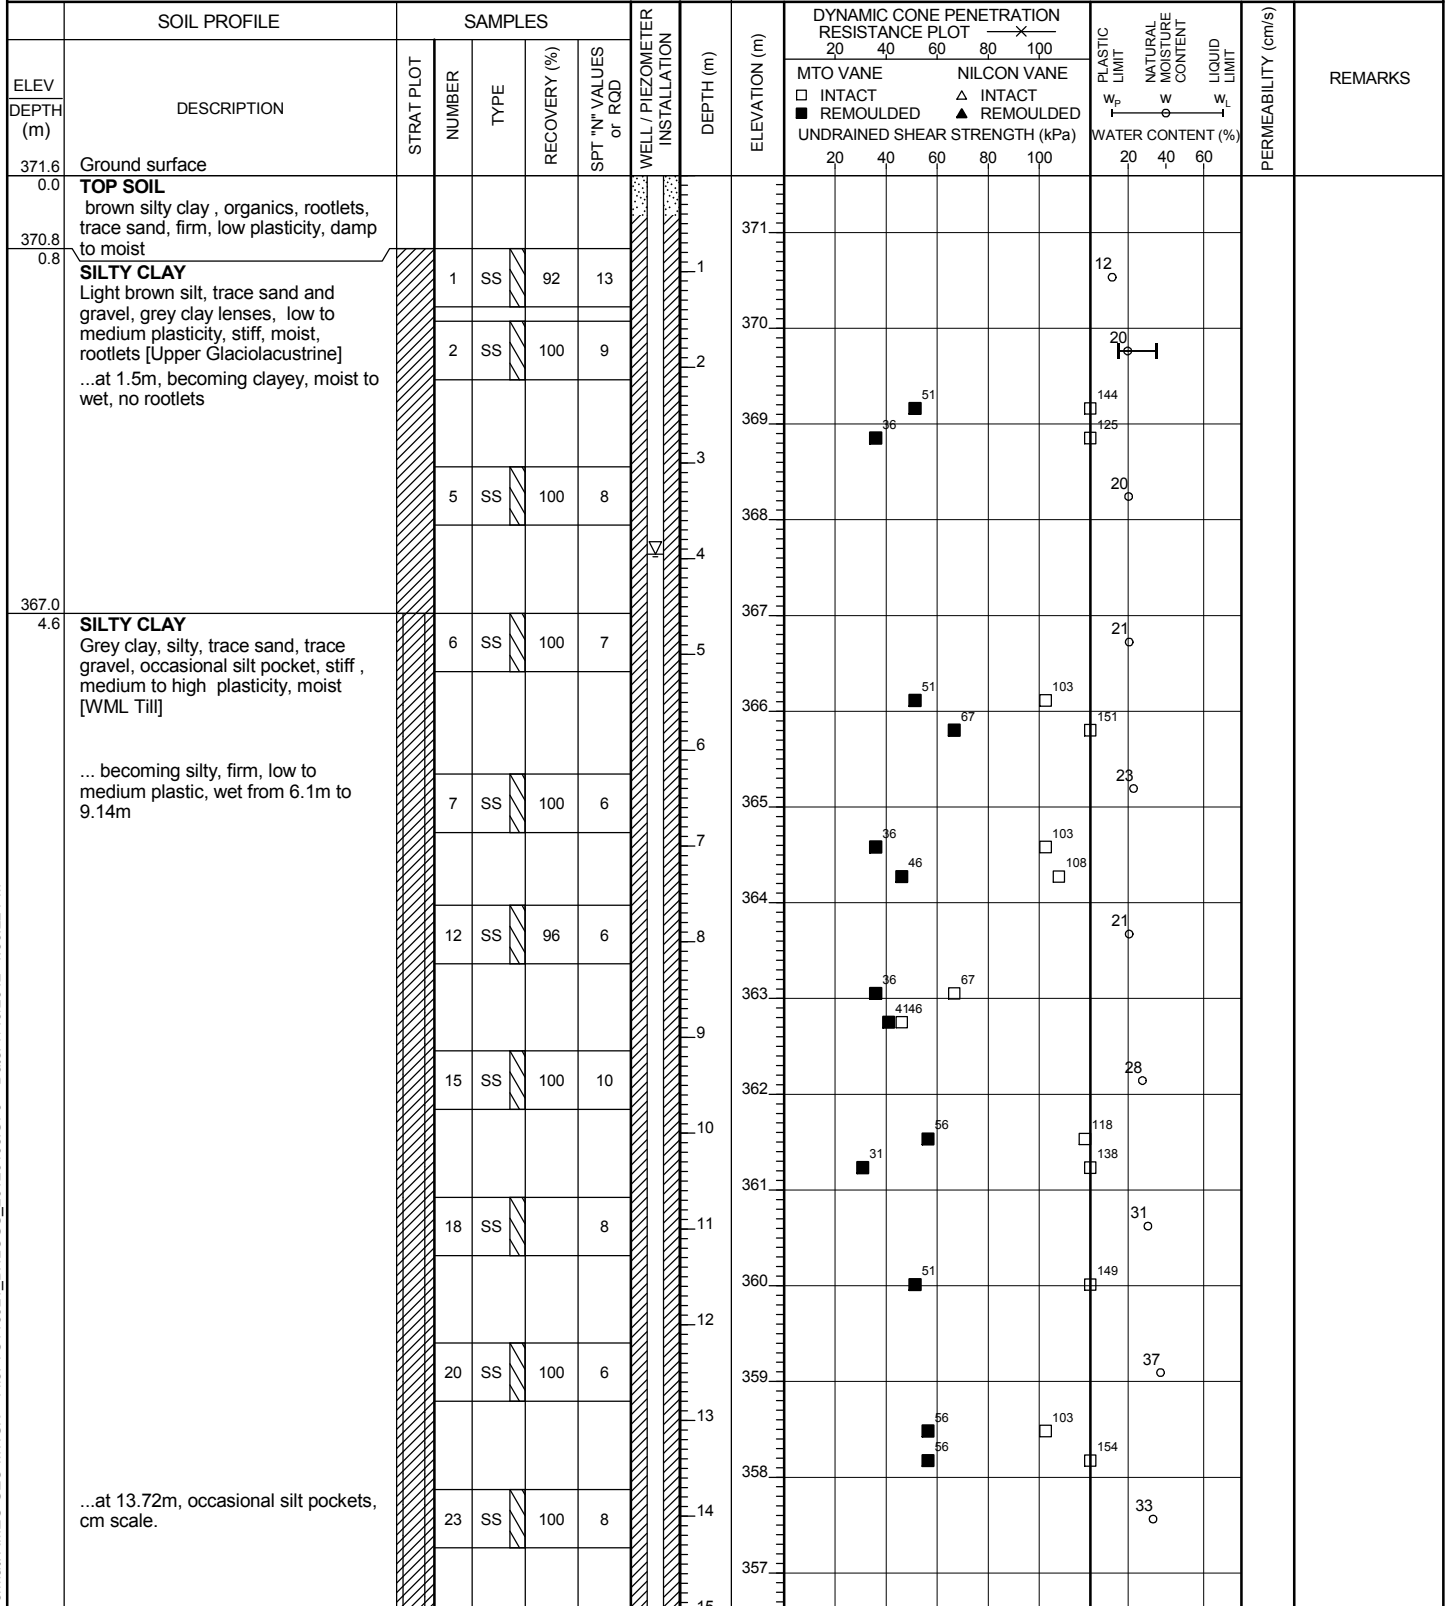 SOIL PROFILE
SAMPLES
ELEV
DEPTH
(m)
DESCRIPTION
STRAT PLOT
NUMBER
TYPE
RECOVERY (%)
SPT "N" VALUES
or RQD
WELL / PIEZOMETER
INSTALLATION
DEPTH (m)
ELEVATION (m)
DYNAMIC CONE PENETRATION
RESISTANCE PLOT
20 40 60 80 100
MTO VANE NILCON VANE
INTACT INTACT
REMOULDED REMOULDED
UNDRAINED SHEAR STRENGTH (kPa)
20 40 60 80 100
PLASTIC
LIMIT
NATURAL
MOISTURE
CONTENT
LIQUID
LIMIT
WP W WL
WATER CONTENT (%)
20 40 60
PERMEABILITY (cm/s)
REMARKS
371.6 Ground surface
0.0 TOP SOIL
brown silty clay , organics, rootlets,
trace sand, firm, low plasticity, damp
to moist
370.8
0.8 SILTY CLAY
Light brown silt, trace sand and
gravel, grey clay lenses, low to
medium plasticity, stiff, moist,
rootlets [Upper Glaciolacustrine]
...at 1.5m, becoming clayey, moist to
wet, no rootlets
367.0
4.6 SILTY CLAY
Grey clay, silty, trace sand, trace
gravel, occasional silt pocket, stiff ,
medium to high plasticity, moist
[WML Till]
... becoming silty, firm, low to
medium plastic, wet from 6.1m to
9.14m
...at 13.72m, occasional silt pockets,
cm scale.
1 SS 92 13
2 SS 100 9
5 SS 100 8
6 SS 100 7
7 SS 100 6
12 SS 96 6
15 SS 100 10
18 SS 8
20 SS 100 6
23 SS 100 8
1
2
3
4
5
6
7
8
9
10
11
12
13
14
15
371
370
369
368
367
366
365
364
363
362
361
360
359
358
357
12
20
51 144
36 125
20
21
51 103
67 151
23
36 103
46 108
21
36 67
41 46
28
56 118
31 138
31
51 149
37
56 103
56 154
33